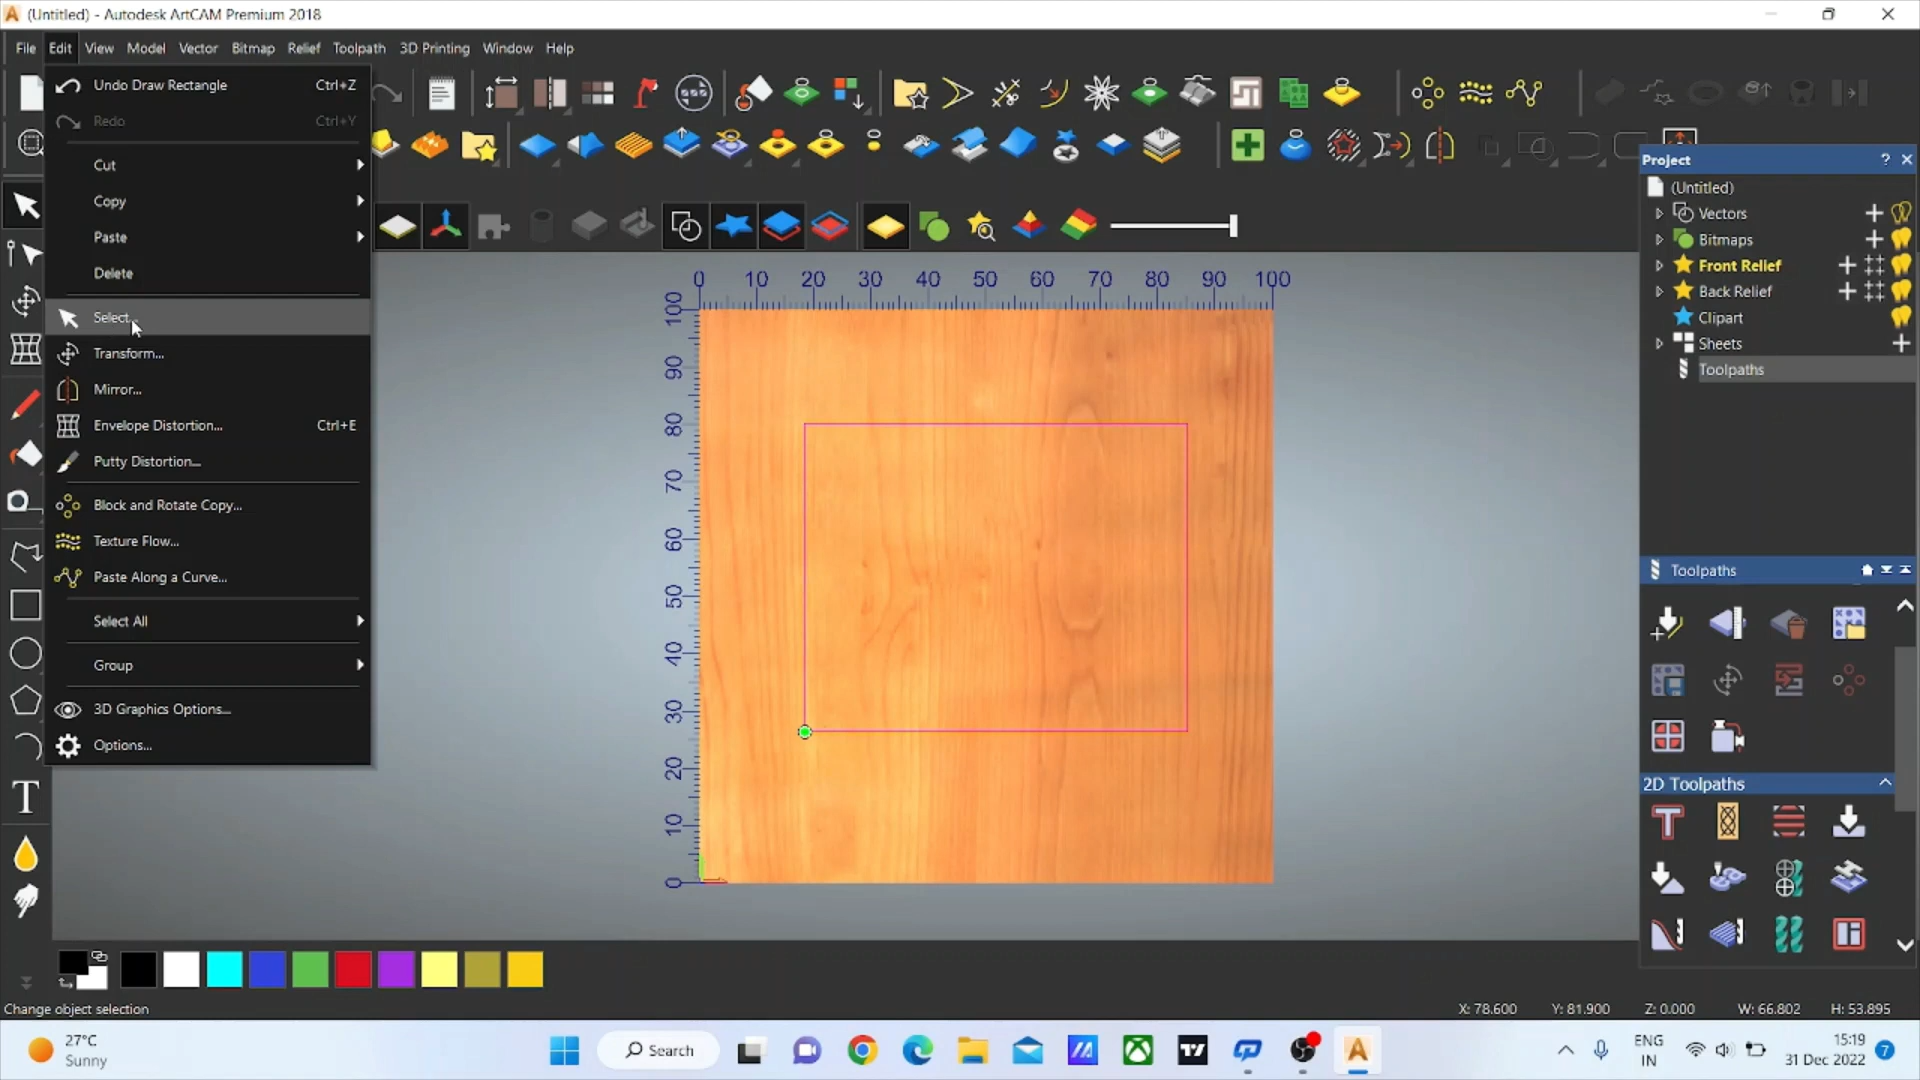 (Untitled) - Autodesk ArtCAM Premium 2018
File Edit View Model Vector Bitmap Relief Toolpath 3D Printing Window Help
Undo Draw Rectangle Ctrl+Z
Redo Ctrl+Y
Cut
Copy
Paste
Delete
Select...
Transform...
Mirror...
Envelope Distortion... Ctrl+E
Putty Distortion...
Block and Rotate Copy...
Texture Flow...
Paste Along a Curve...
Select All
Group
3D Graphics Options...
Options...
T
0 10 20 30 40 50 60 70 80 90 100
100
90
80
70
60
50
40
30
20
10
0
Project ?
(Untitled)
Vectors
Bitmaps
Front Relief
Back Relief
Clipart
Sheets
Toolpaths
Toolpaths
2D Toolpaths
Change object selection X: 78.600 Y: 81.900 Z: 0.000 W: 66.802 H: 53.895
27°C
Sunny
Search
ENG
IN
15:19
31 Dec 2022
7